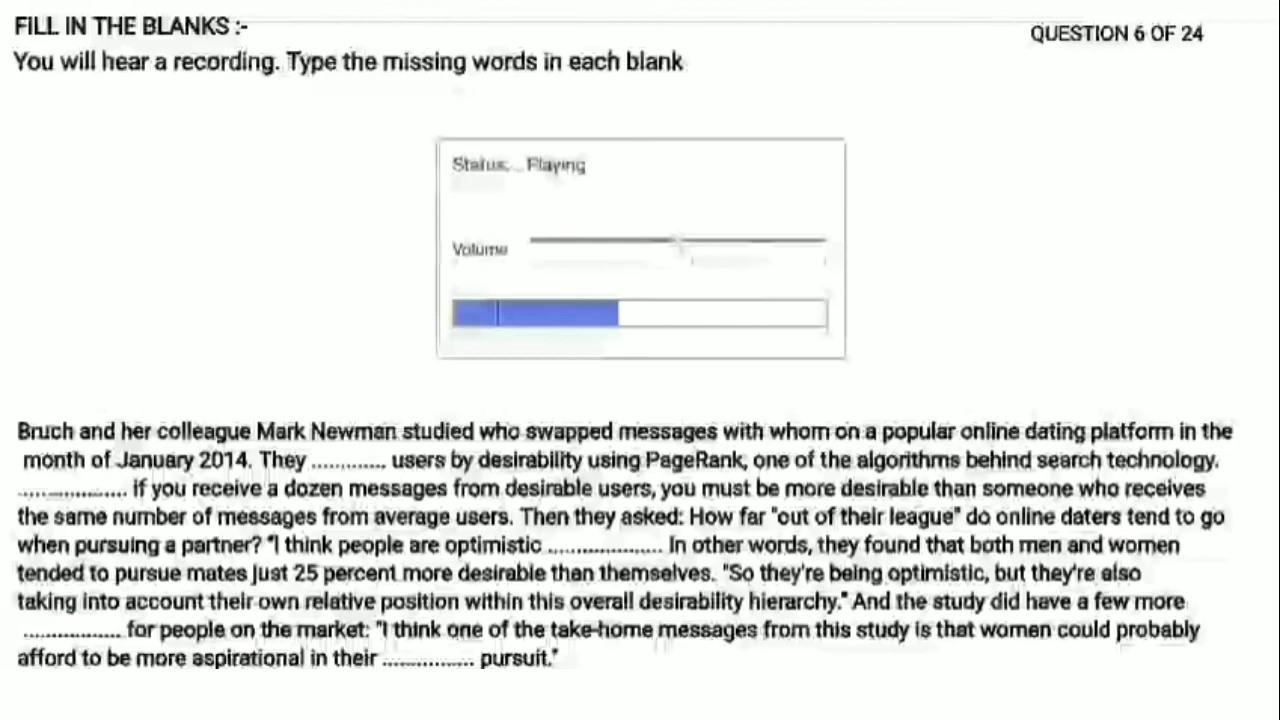 FILL IN THE BLANKS :-
QUESTION 6 OF 24
You will hear a recording. Type the missing words in each blank
Status... Playing
Volume
Bruch and her colleague Mark Newman studied who swapped messages with whom on a popular online dating platform in the
month of January 2014. They ............. users by desirability using PageRank, one of the algorithms behind search technology.
................... if you receive a dozen messages from desirable users, you must be more desirable than someone who receives
the same number of messages from average users. Then they asked: How far "out of their league" do online daters tend to go
when pursuing a partner? "I think people are optimistic .................... In other words, they found that both men and women
tended to pursue mates just 25 percent more desirable than themselves. "So they're being optimistic, but they're also
taking into account their own relative position within this overall desirability hierarchy." And the study did have a few more
................. for people on the market: "I think one of the take-home messages from this study is that women could probably
afford to be more aspirational in their ................ pursuit."